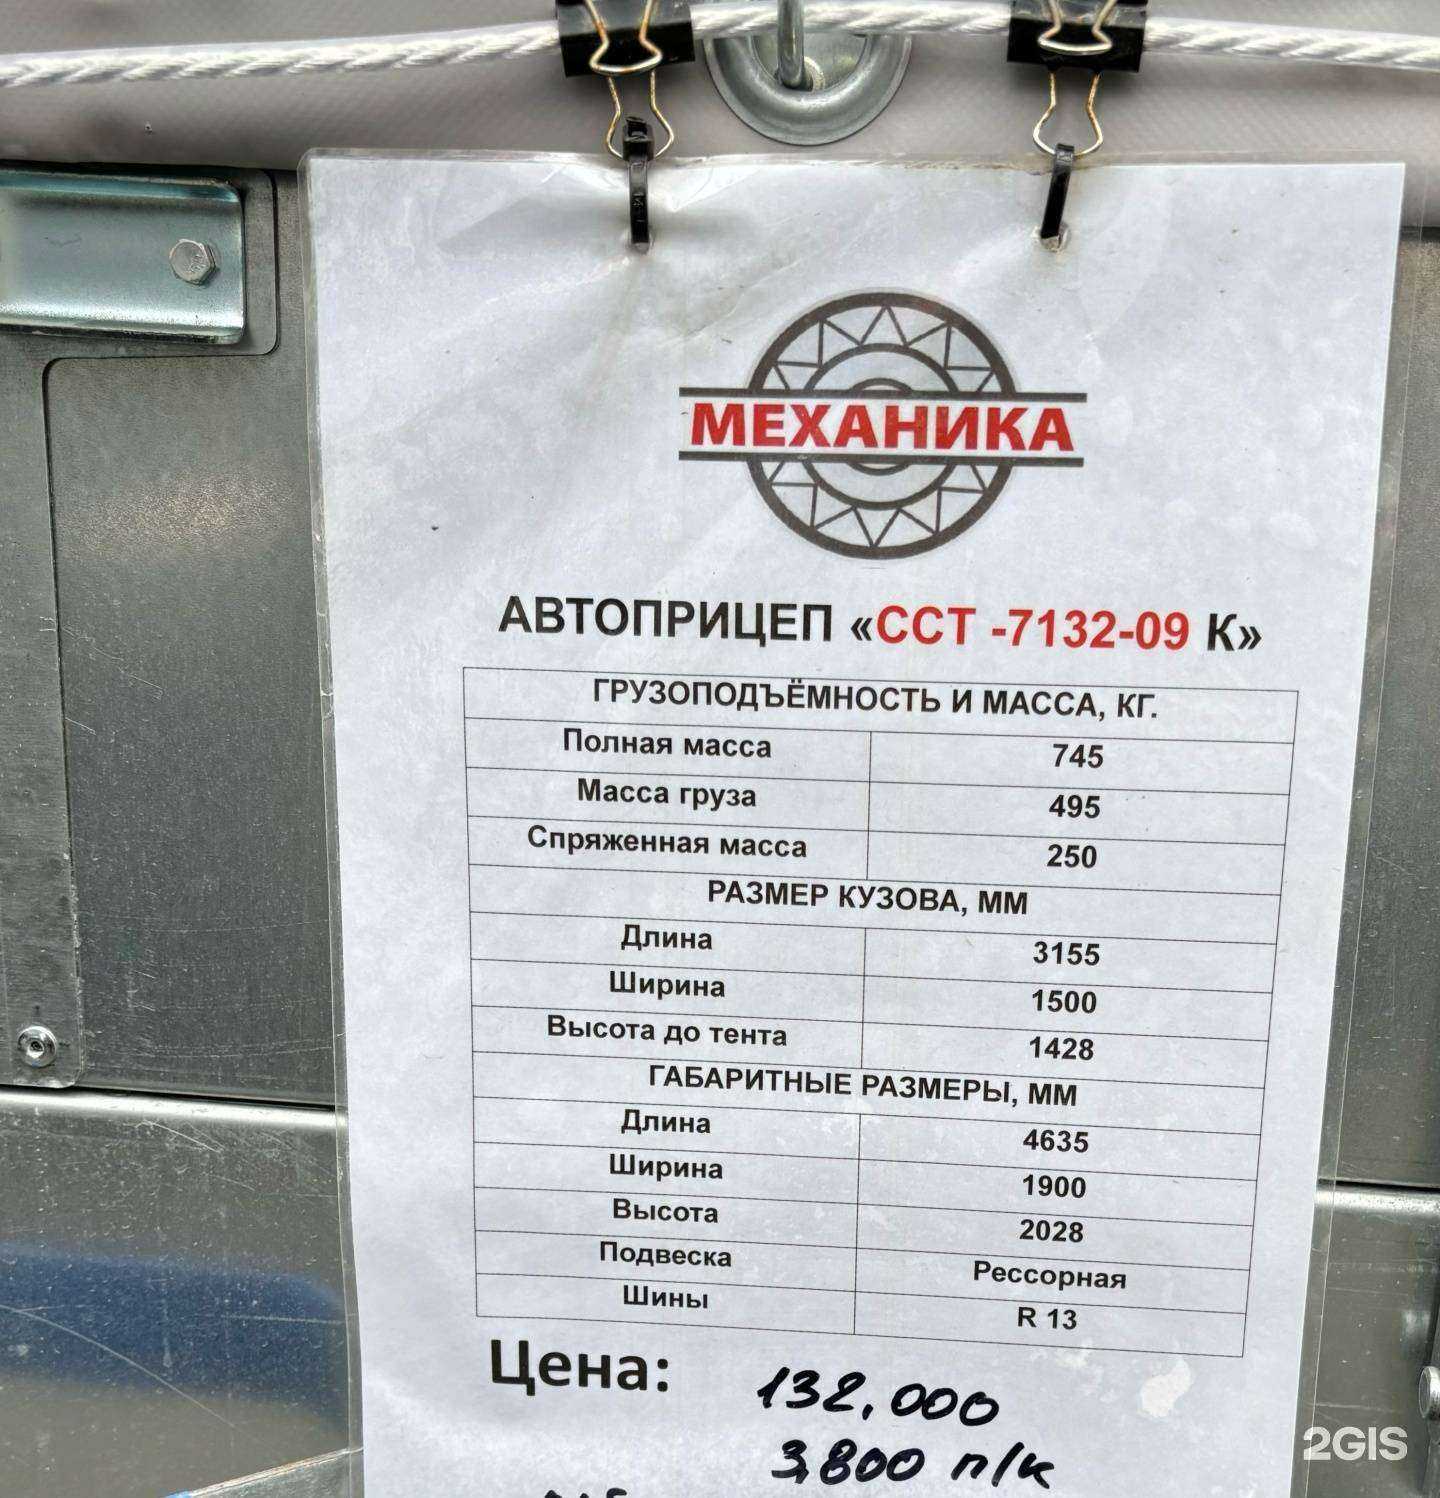 МЕХАНИКА
АВТОПРИЦЕП «ССТ -7132-09 К»
ГРУЗОПОДЪЁМНОСТЬ И МАССА, КГ.
Полная масса 745
Масса груза 495
Спряженная масса 250
РАЗМЕР КУЗОВА, ММ
Длина 3155
Ширина 1500
Высота до тента 1428
ГАБАРИТНЫЕ РАЗМЕРЫ, ММ
Длина 4635
Ширина 1900
Высота 2028
Подвеска Рессорная
Шины R 13
Цена: 132.000
3,800 п/к
2GIS